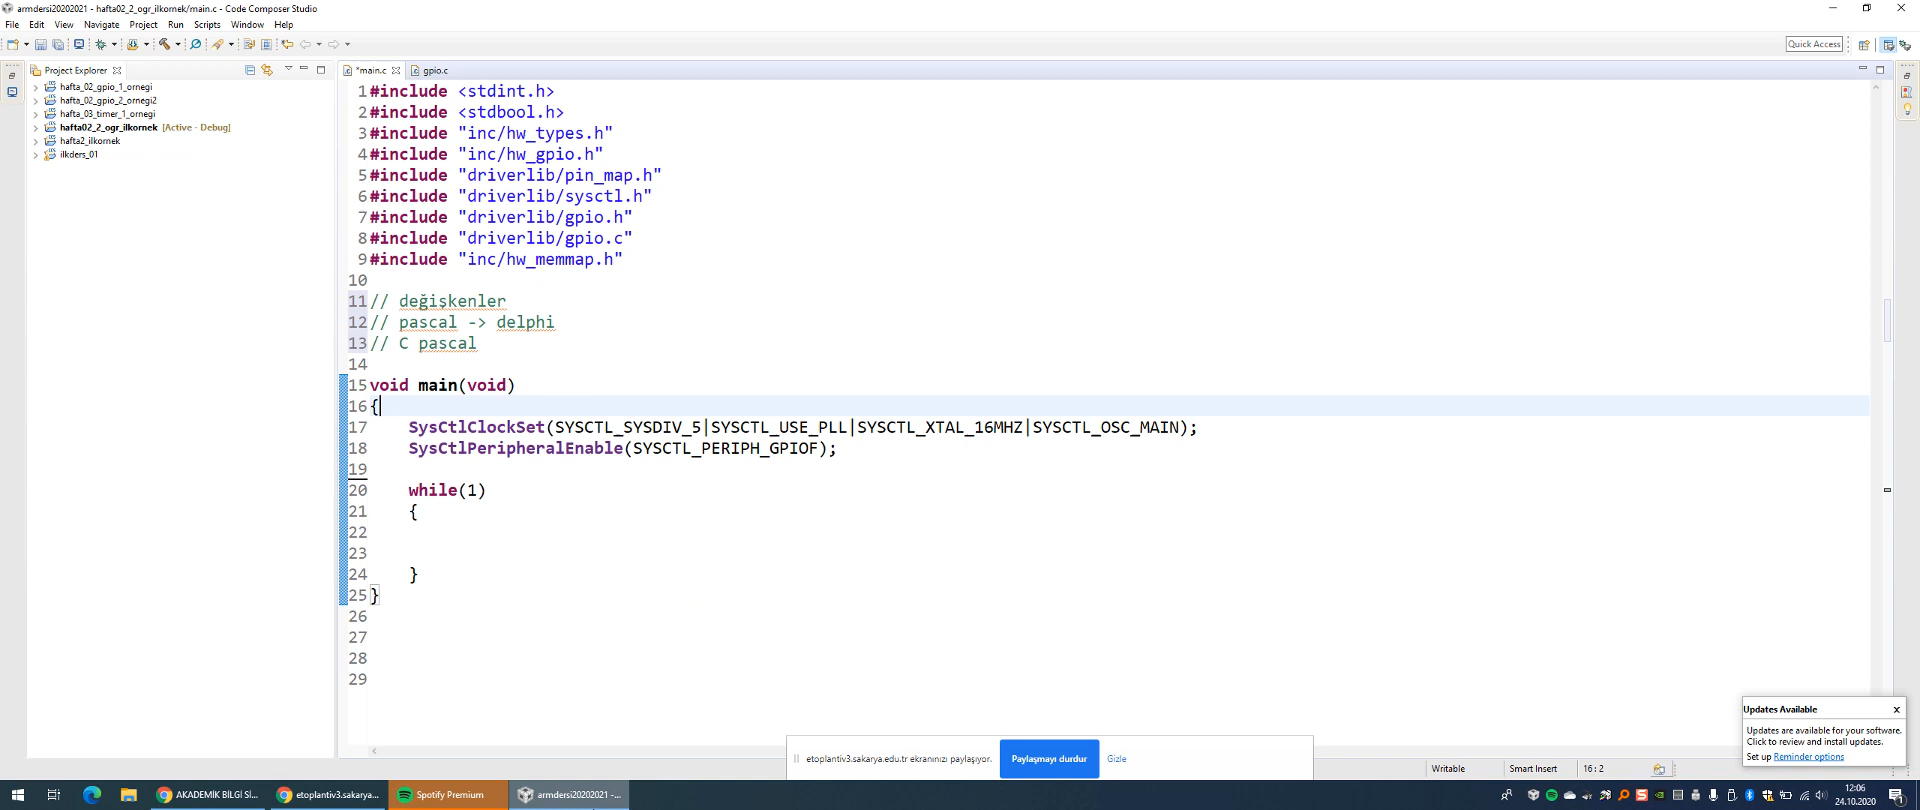 armdersi20202021 - hafta02_2_ogr_ilkornek/main.c - Code Composer Studio
File Edit View Navigate Project Run Scripts Window Help
Quick Access
Project Explorer
hafta_02_gpio_1_ornegi
hafta_02_gpio_2_ornegi2
hafta_03_timer_1_ornegi
hafta02_2_ogr_ilkornek [Active - Debug]
hafta2_ilkornek
ilkders_01
*main.c gpio.c
1 #include <stdint.h>
2 #include <stdbool.h>
3 #include "inc/hw_types.h"
4 #include "inc/hw_gpio.h"
5 #include "driverlib/pin_map.h"
6 #include "driverlib/sysctl.h"
7 #include "driverlib/gpio.h"
8 #include "driverlib/gpio.c"
9 #include "inc/hw_memmap.h"
10
11 // değişkenler
12 // pascal -> delphi
13 // C pascal
14
15 void main(void)
16 {
17 SysCtlClockSet(SYSCTL_SYSDIV_5|SYSCTL_USE_PLL|SYSCTL_XTAL_16MHZ|SYSCTL_OSC_MAIN);
18 SysCtlPeripheralEnable(SYSCTL_PERIPH_GPIOF);
19
20 while(1)
21 {
22
23
24 }
25 }
26
27
28
29
Updates Available x
Updates are available for your software.
Click to review and install updates.
Set up Reminder options
etoplantiv3.sakarya.edu.tr ekranınızı paylaşıyor. Paylaşmayı durdur Gizle
Writable Smart Insert 16 : 2
AKADEMİK BİLGİ Sİ... etoplantiv3.sakarya... Spotify Premium armdersi20202021 -...
12:06
24.10.2020